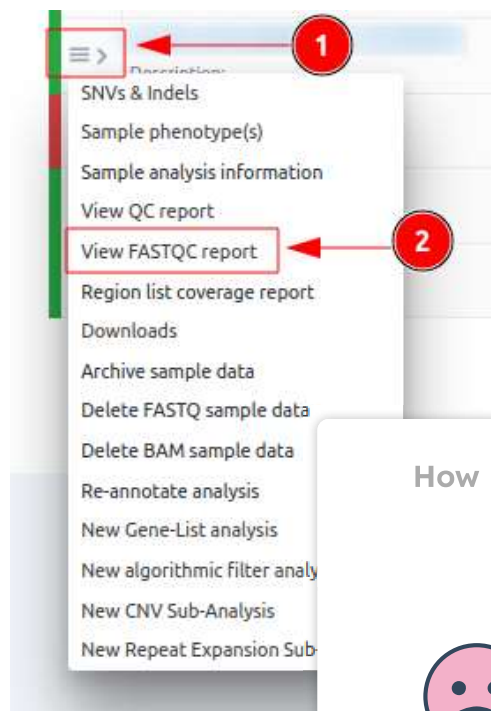 1
Description:
SNVs & Indels
Sample phenotype(s)
Sample analysis information
View QC report
View FASTQC report
2
Region list coverage report
Downloads
Archive sample data
Delete FASTQ sample data
Delete BAM sample data
How
Re-annotate analysis
New Gene-List analysis
New algorithmic filter analy
New CNV Sub-Analysis
New Repeat Expansion Sub-